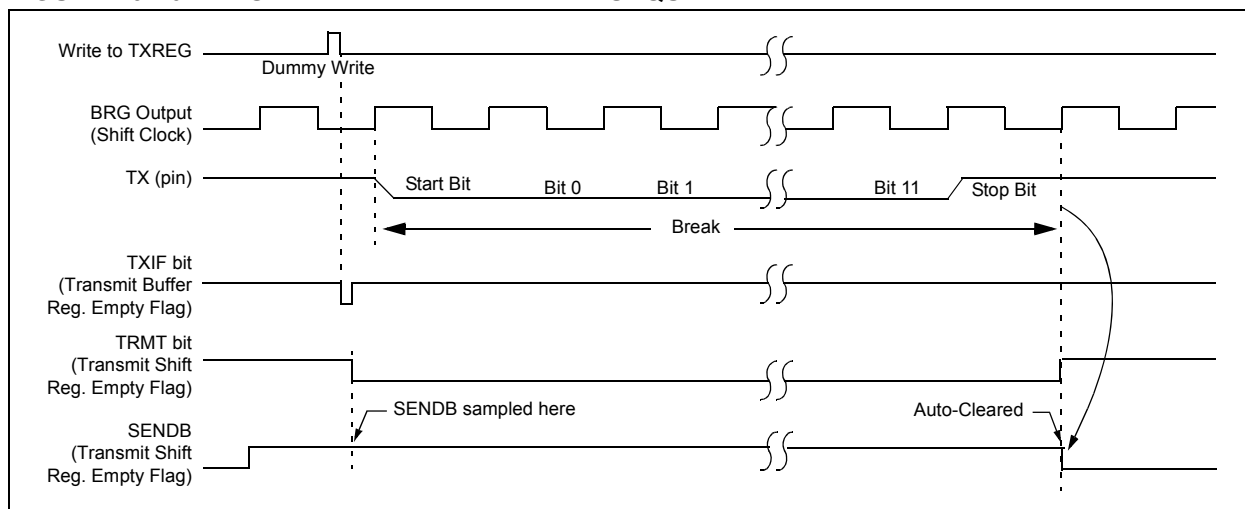 Write to TXREG
Dummy Write
BRG Output
(Shift Clock)
TX (pin)
Start Bit
Bit 0
Bit 1
Bit 11
Stop Bit
Break
TXIF bit
(Transmit Buffer
Reg. Empty Flag)
TRMT bit
(Transmit Shift
Reg. Empty Flag)
SENDB sampled here
Auto-Cleared
SENDB
(Transmit Shift
Reg. Empty Flag)